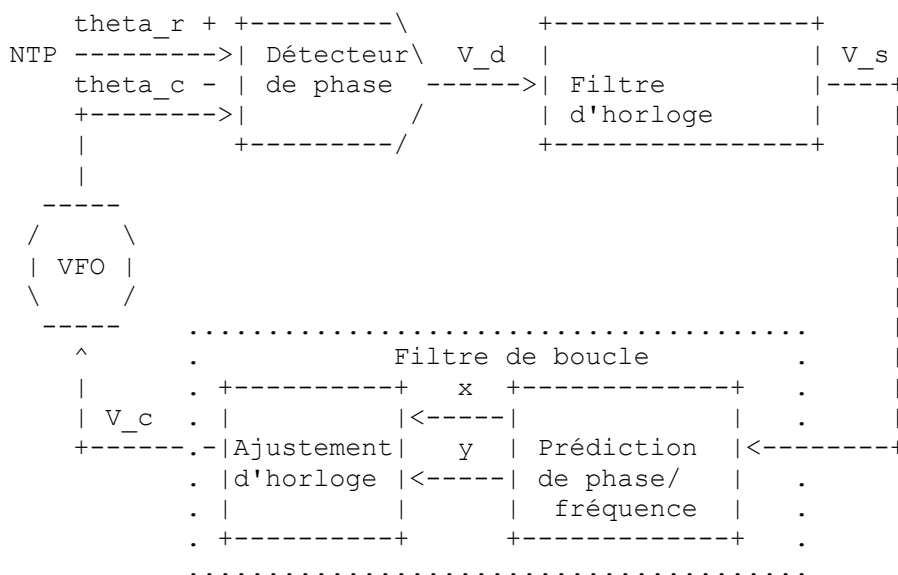 theta_r +
NTP Détecteur V_d V_s
theta_c - de phase Filtre
d'horloge
VFO
Filtre de boucle
x
V_c
Ajustement y Prédiction
d'horloge de phase/
fréquence